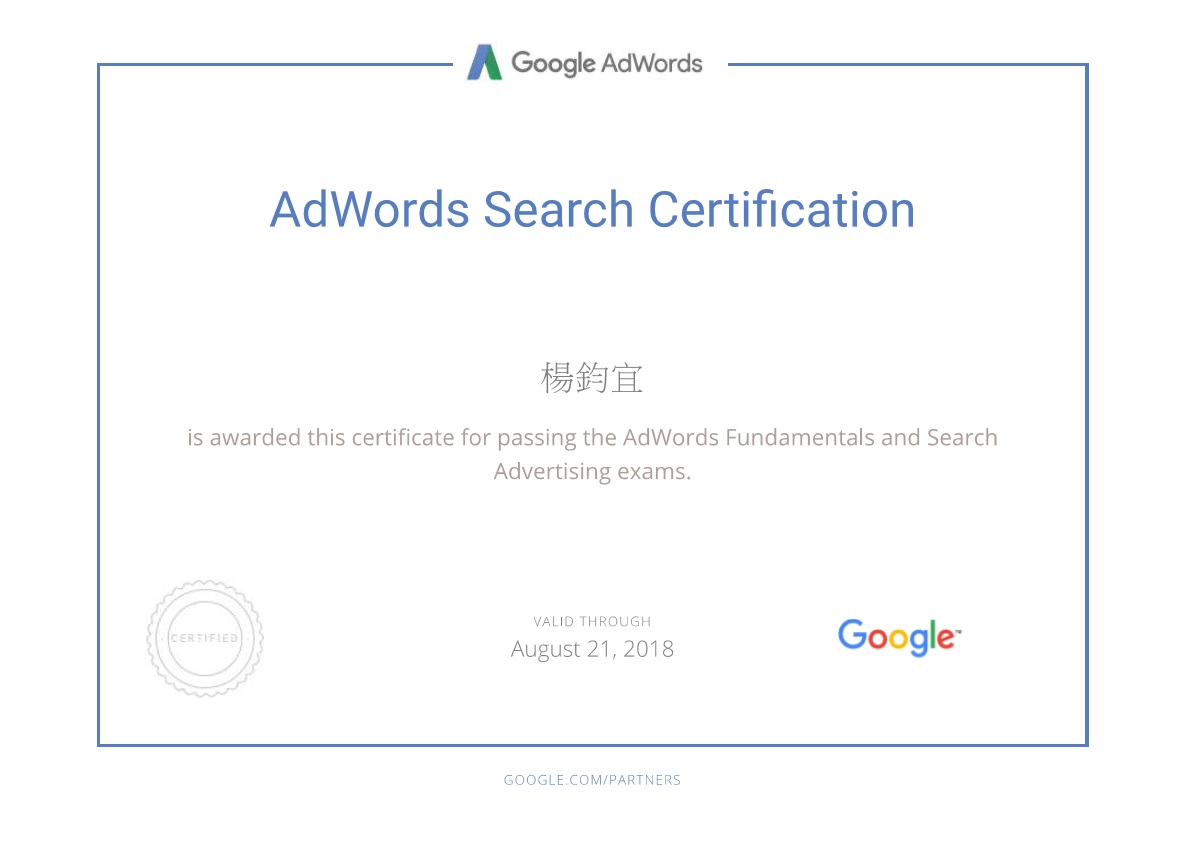 Google AdWords
AdWords Search Certification
楊鈞宜
is awarded this certificate for passing the AdWords Fundamentals and Search
Advertising exams.
CERTIFIED
VALID THROUGH
August 21, 2018
Google™
GOOGLE.COM/PARTNERS